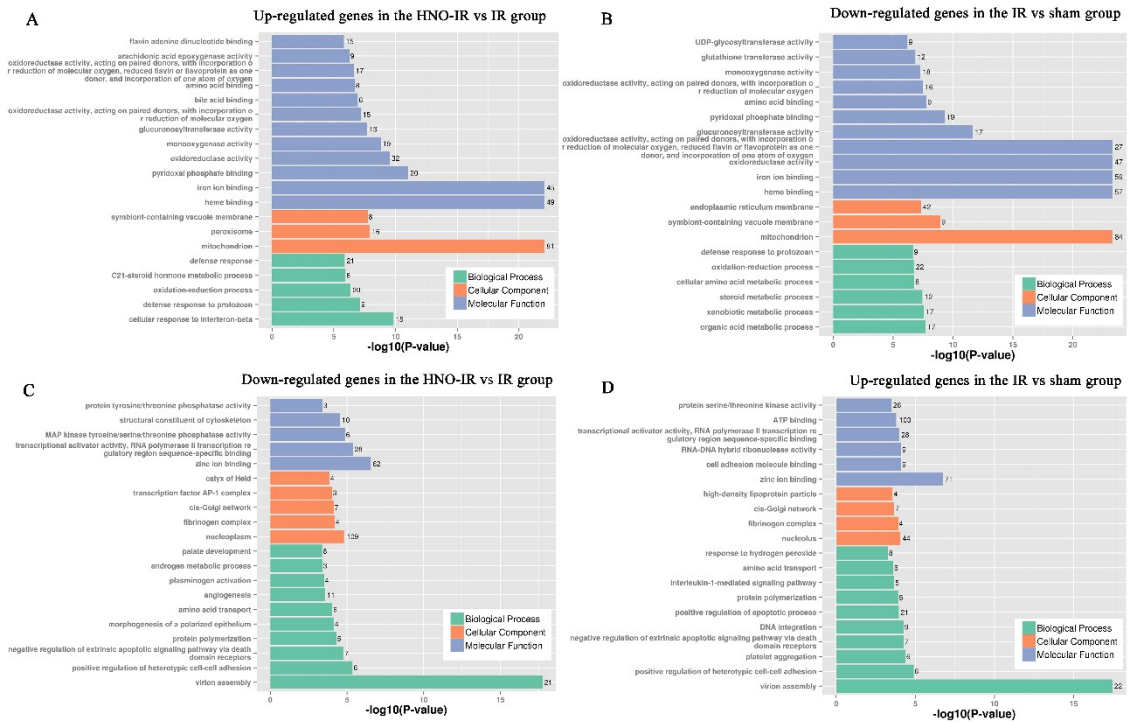 A
Up-regulated genes in the HNO-IR vs IR group
flavin adenine dinucleotide binding 15
arachidonic acid epoxygenase activity 9
oxidoreductase activity, acting on paired donors, with incorporation o
r reduction of molecular oxygen, reduced flavin or flavoprotein as one 17
donor, and incorporation of one atom of oxygen
amino acid binding 8
bile acid binding 6
oxidoreductase activity, acting on paired donors, with incorporation o
r reduction of molecular oxygen 15
glucuronosyltransferase activity 13
monooxygenase activity 19
oxidoreductase activity 32
pyridoxal phosphate binding 20
iron ion binding 45
heme binding 49
symbiont-containing vacuole membrane 8
peroxisome 16
mitochondrion 81
defense response 21
C21-steroid hormone metabolic process
oxidation-reduction process 20
defense response to protozoan
cellular response to interferon-beta 15
Biological Process
Cellular Component
Molecular Function
0 5 10 15 20
-log10(P-value)
B
Down-regulated genes in the IR vs sham group
UDP-glycosyltransferase activity 9
glutathione transferase activity 12
monooxygenase activity 18
oxidoreductase activity, acting on paired donors, with incorporation o
r reduction of molecular oxygen 16
amino acid binding 9
pyridoxal phosphate binding 19
glucuronosyltransferase activity 17
oxidoreductase activity, acting on paired donors, with incorporation o
r reduction of molecular oxygen, reduced flavin or flavoprotein as one 27
donor, and incorporation of one atom of oxygen
oxidoreductase activity 47
iron ion binding 59
heme binding 57
endoplasmic reticulum membrane 42
symbiont-containing vacuole membrane 9
mitochondrion 84
defense response to protozoan 9
oxidation-reduction process 22
cellular amino acid metabolic process 8
steroid metabolic process 12
xenobiotic metabolic process 17
organic acid metabolic process 17
Biological Process
Cellular Component
Molecular Function
0 5 10 15 20
-log10(P-value)
C
Down-regulated genes in the HNO-IR vs IR group
protein tyrosine/threonine phosphatase activity 3
structural constituent of cytoskeleton 10
MAP kinase tyrosine/serine/threonine phosphatase activity 6
transcriptional activator activity, RNA polymerase II transcription re
gulatory region sequence-specific binding 28
zinc ion binding 62
calyx of Held 4
transcription factor AP-1 complex 3
cis-Golgi network 7
fibrinogen complex 4
nucleoplasm 109
palate development 8
androgen metabolic process 3
plasminogen activation 4
angiogenesis 11
amino acid transport
morphogenesis of a polarized epithelium 4
protein polymerization 5
negative regulation of extrinsic apoptotic signaling pathway via death
domain receptors 7
positive regulation of heterotypic cell-cell adhesion 6
virion assembly 21
Biological Process
Cellular Component
Molecular Function
0 5 10 15
-log10(P-value)
D
Up-regulated genes in the IR vs sham group
protein serine/threonine kinase activity 26
ATP binding 103
transcriptional activator activity, RNA polymerase II transcription re
gulatory region sequence-specific binding 28
RNA-DNA hybrid ribonuclease activity
cell adhesion molecule binding
zinc ion binding 71
high-density lipoprotein particle 4
cis-Golgi network 7
fibrinogen complex 4
nucleolus 44
response to hydrogen peroxide 8
amino acid transport
interleukin-1-mediated signaling pathway 5
protein polymerization 5
positive regulation of apoptotic process 21
DNA integration 9
negative regulation of extrinsic apoptotic signaling pathway via death
domain receptors 7
platelet aggregation 6
positive regulation of heterotypic cell-cell adhesion 6
virion assembly 22
Biological Process
Cellular Component
Molecular Function
0 5 10 15
-log10(P-value)